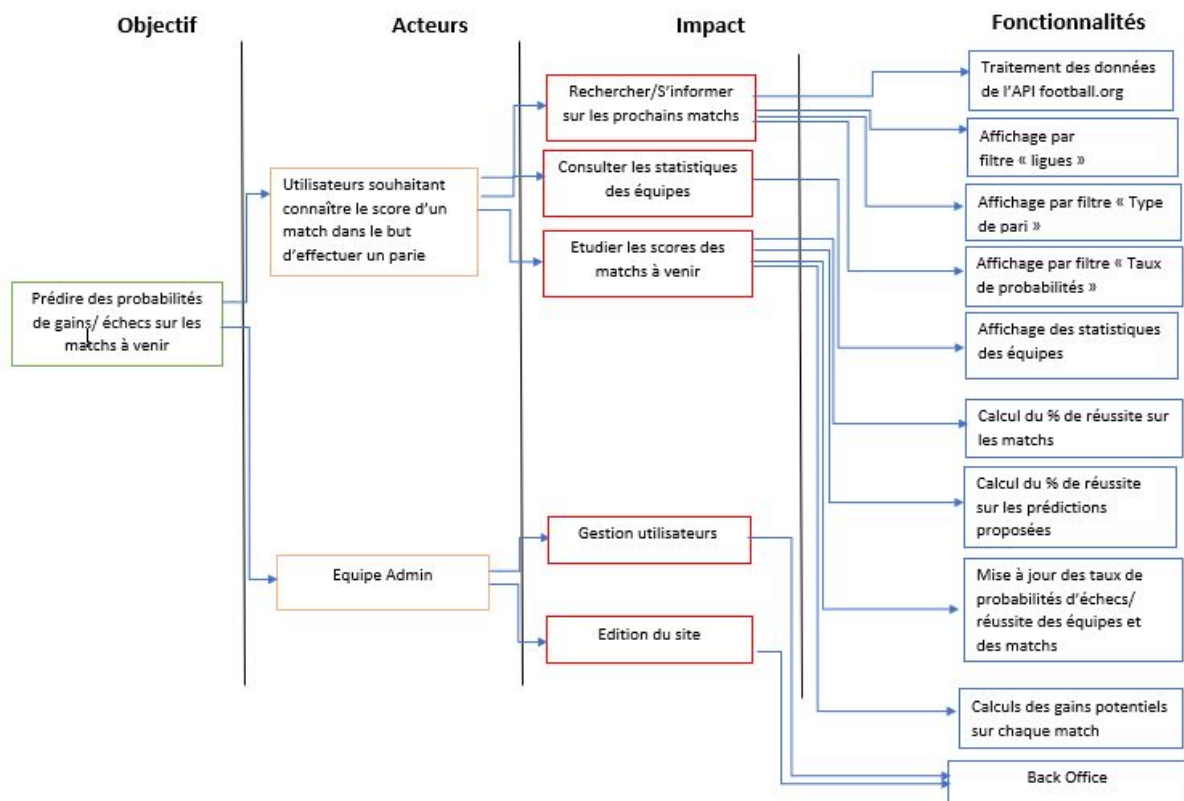 Objectif
Acteurs
Impact
Fonctionnalités
Prédire des probabilités
de gains/ échecs sur les
matchs à venir
Utilisateurs souhaitant
connaître le score d'un
match dans le but
d'effectuer un parie
Equipe Admin
Rechercher/S'informer
sur les prochains matchs
Consulter les statistiques
des équipes
Etudier les scores des
matchs à venir
Gestion utilisateurs
Edition du site
Traitement des données
de l'API football.org
Affichage par
filtre « ligues »
Affichage par filtre « Type
de pari »
Affichage par filtre « Taux
de probabilités »
Affichage des statistiques
des équipes
Calcul du % de réussite sur
les matchs
Calcul du % de réussite
sur les prédictions
proposées
Mise à jour des taux de
probabilités d'échecs/
réussite des équipes et
des matchs
Calculs des gains potentiels
sur chaque match
Back Office